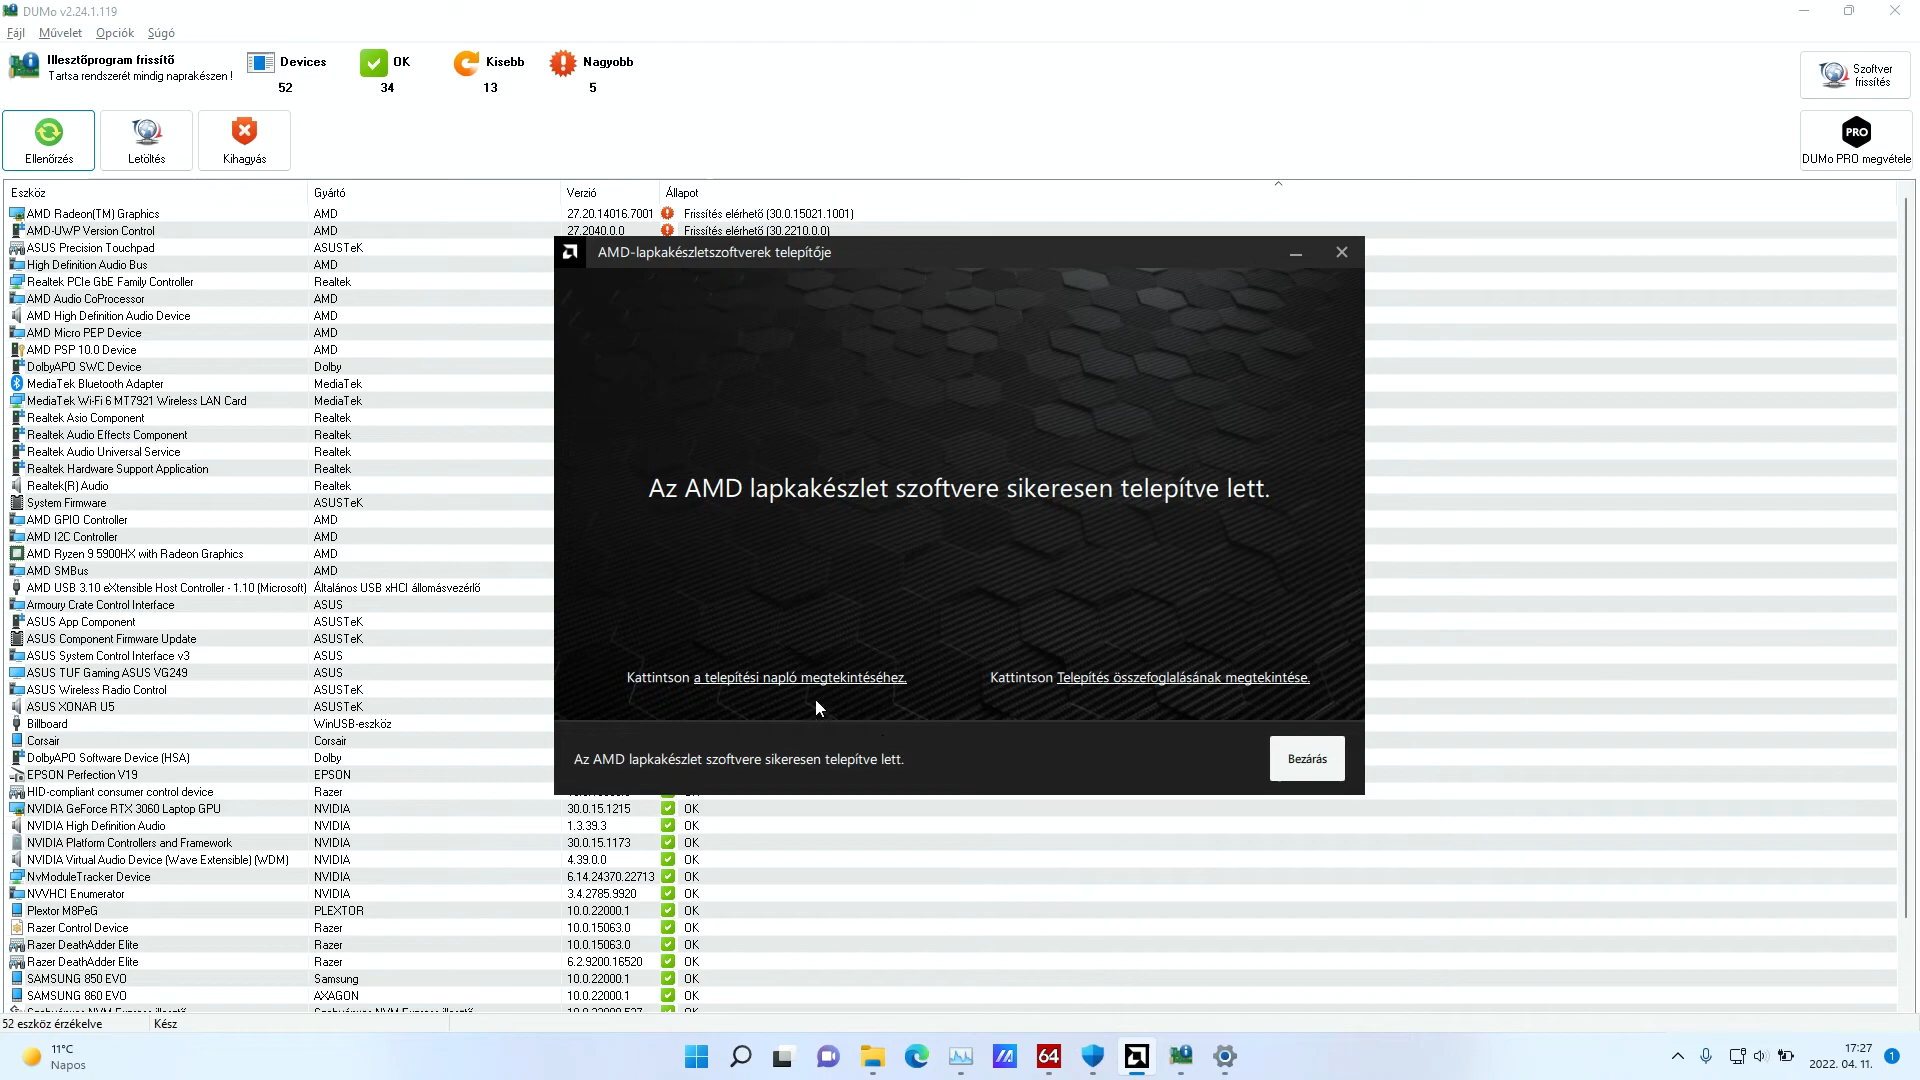 DUMo v2.24.1.119
Fájl Művelet Opciók Súgó
Illesztőprogram frissítő
Tartsa rendszerét mindig naprakészen !
Devices
52
OK
34
Kisebb
13
Nagyobb
5
Szoftver
frissítés
Ellenőrzés
Letöltés
Kihagyás
PRO
DUMo PRO megvétele
Eszköz Gyártó Verzió Állapot
AMD Radeon(TM) Graphics AMD 27.20.14016.7001 Frissítés elérhető (30.0.15021.1001)
AMD-UWP Version Control AMD 27.2040.0.0 Frissítés elérhető (30.2210.0.0)
ASUS Precision Touchpad ASUSTeK
High Definition Audio Bus AMD
Realtek PCIe GbE Family Controller Realtek
AMD Audio CoProcessor AMD
AMD High Definition Audio Device AMD
AMD Micro PEP Device AMD
AMD PSP 10.0 Device AMD
DolbyAPO SWC Device Dolby
MediaTek Bluetooth Adapter MediaTek
MediaTek Wi-Fi 6 MT7921 Wireless LAN Card MediaTek
Realtek Asio Component Realtek
Realtek Audio Effects Component Realtek
Realtek Audio Universal Service Realtek
Realtek Hardware Support Application Realtek
Realtek(R) Audio Realtek
System Firmware ASUSTeK
AMD GPIO Controller AMD
AMD I2C Controller AMD
AMD Ryzen 9 5900HX with Radeon Graphics AMD
AMD SMBus AMD
AMD USB 3.10 eXtensible Host Controller - 1.10 (Microsoft) Általános USB xHCI állomásvezérlő
Armoury Crate Control Interface ASUS
ASUS App Component ASUSTeK
ASUS Component Firmware Update ASUSTeK
ASUS System Control Interface v3 ASUS
ASUS TUF Gaming ASUS VG249 ASUS
ASUS Wireless Radio Control ASUSTeK
ASUS XONAR U5 ASUSTeK
Billboard WinUSB-eszköz
Corsair Corsair
DolbyAPO Software Device (HSA) Dolby
EPSON Perfection V19 EPSON
HID-compliant consumer control device Razer
NVIDIA GeForce RTX 3060 Laptop GPU NVIDIA 30.0.15.1215 OK
NVIDIA High Definition Audio NVIDIA 1.3.39.3 OK
NVIDIA Platform Controllers and Framework NVIDIA 30.0.15.1173 OK
NVIDIA Virtual Audio Device (Wave Extensible) (WDM) NVIDIA 4.39.0.0 OK
NvModuleTracker Device NVIDIA 6.14.24370.22713 OK
NVVHCI Enumerator NVIDIA 3.4.2785.9920 OK
Plextor M8PeG PLEXTOR 10.0.22000.1 OK
Razer Control Device Razer 10.0.15063.0 OK
Razer DeathAdder Elite Razer 10.0.15063.0 OK
Razer DeathAdder Elite Razer 6.2.9200.16520 OK
SAMSUNG 850 EVO Samsung 10.0.22000.1 OK
SAMSUNG 860 EVO AXAGON 10.0.22000.1 OK
AMD-lapkakészletszoftverek telepítője
Az AMD lapkakészlet szoftvere sikeresen telepítve lett.
Kattintson a telepítési napló megtekintéséhez.
Kattintson Telepítés összefoglalásának megtekintése.
Az AMD lapkakészlet szoftvere sikeresen telepítve lett.
Bezárás
52 eszköz érzékelve Kész
11°C
Napos
64
17:27
2022. 04. 11.
1